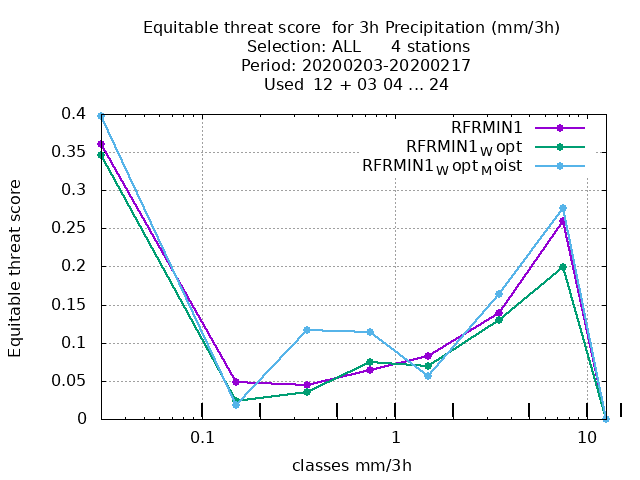 Equitable threat score  for 3h Precipitation (mm/3h)
Selection: ALL      4 stations
Period: 20200203-20200217
Used  12 + 03 04 ... 24
RFRMIN1
RFRMIN1_W opt
RFRMIN1_W opt_M oist
Equitable threat score
0.4
0.35
0.3
0.25
0.2
0.15
0.1
0.05
0
0.1
1
10
classes mm/3h